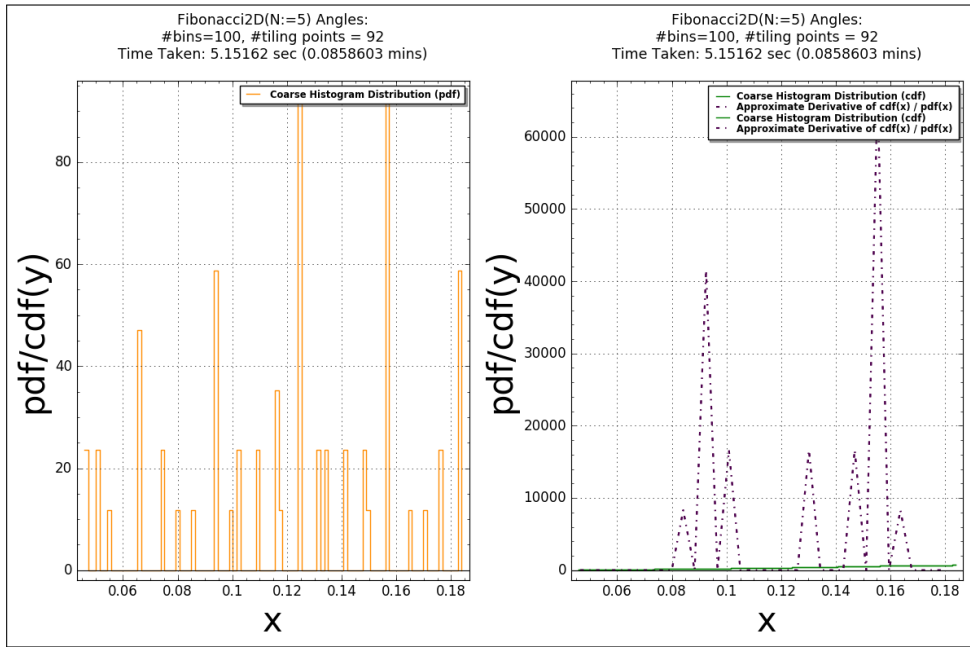 Fibonacci2D(N:=5) Angles:
#bins=100, #tiling points = 92
Time Taken: 5.15162 sec (0.0858603 mins)
Coarse Histogram Distribution (pdf)
pdf/cdf(y)
80
60
40
20
0
0.06 0.08 0.1 0.12 0.14 0.16 0.18
x
Fibonacci2D(N:=5) Angles:
#bins=100, #tiling points = 92
Time Taken: 5.15162 sec (0.0858603 mins)
Coarse Histogram Distribution (cdf)
Approximate Derivative of cdf(x) / pdf(x)
Coarse Histogram Distribution (cdf)
Approximate Derivative of cdf(x) / pdf(x)
pdf/cdf(y)
60000
50000
40000
30000
20000
10000
0
0.06 0.08 0.1 0.12 0.14 0.16 0.18
x